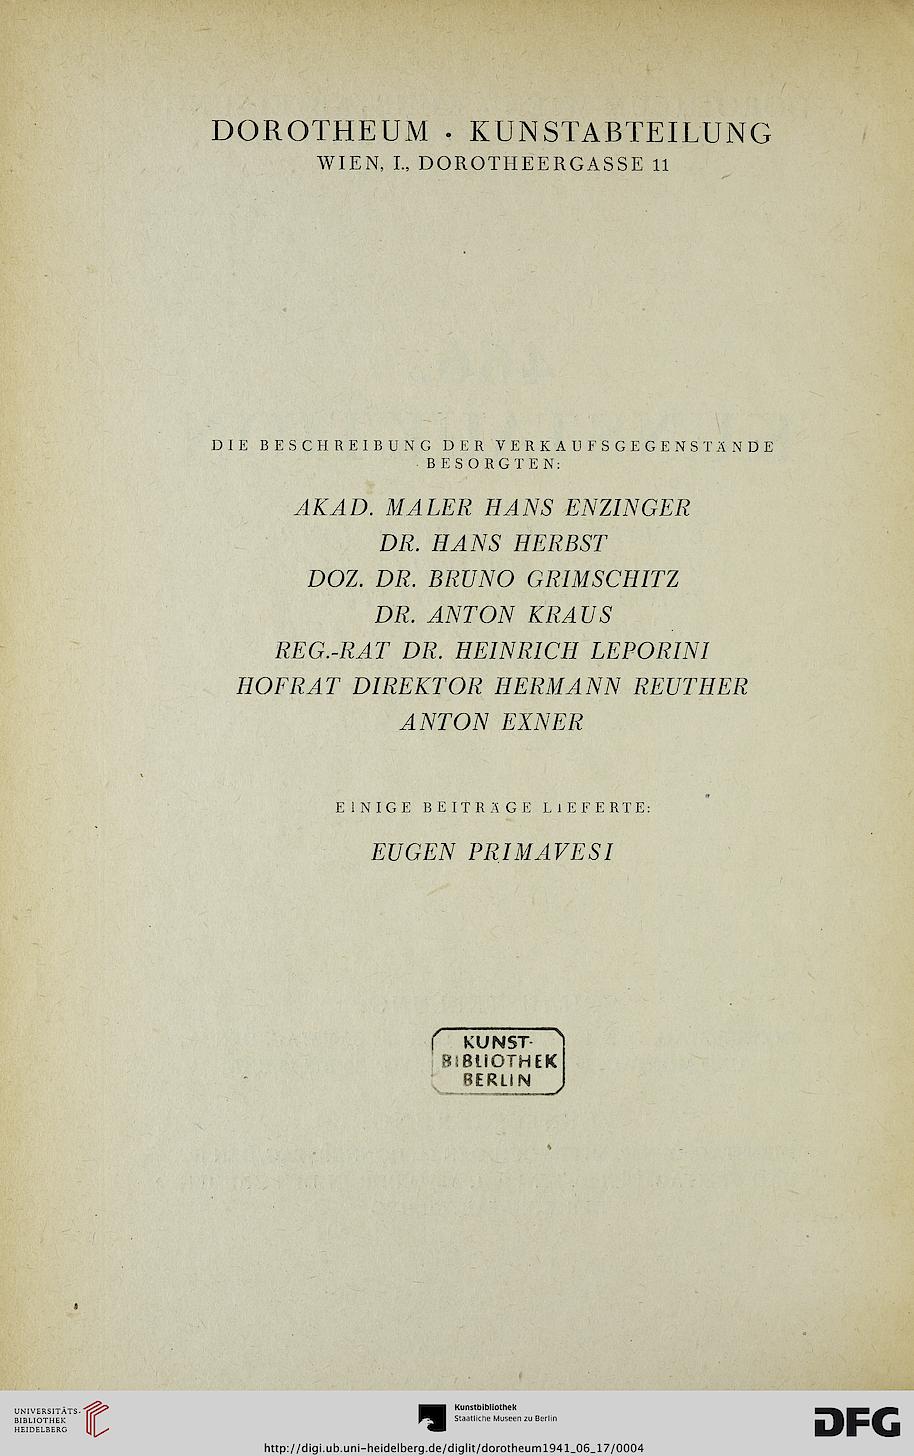 DOROTHEUM · KUNSTABTEILUNG
WIEN, I., DOROTHEERGASSE 11
DIE BESCHREIBUNG DER VERKAUFSGEGENSTÄNDE
BESORGTEN:
AKAD. MALER HANS ENZINGER
DR. HANS HERBST
DOZ. DR. BRUNO GRIMSCHITZ
DR. ANTON KRAUS
REG.-RAT DR. HEINRICH LEPORINI
HOFRAT DIREKTOR HERMANN REUTHER
ANTON EXNER
EINIGE BEITRÄGE LIEFERTE:
EUGEN PRIMAVESI
KUNST-
BIBLIOTHEK
BERLIN
UNIVERSITÄTS-
BIBLIOTHEK
HEIDELBERG
Kunstbibliothek
Staatliche Museen zu Berlin
DFG
http://digi.ub.uni-heidelberg.de/diglit/dorotheum1941_06_17/0004